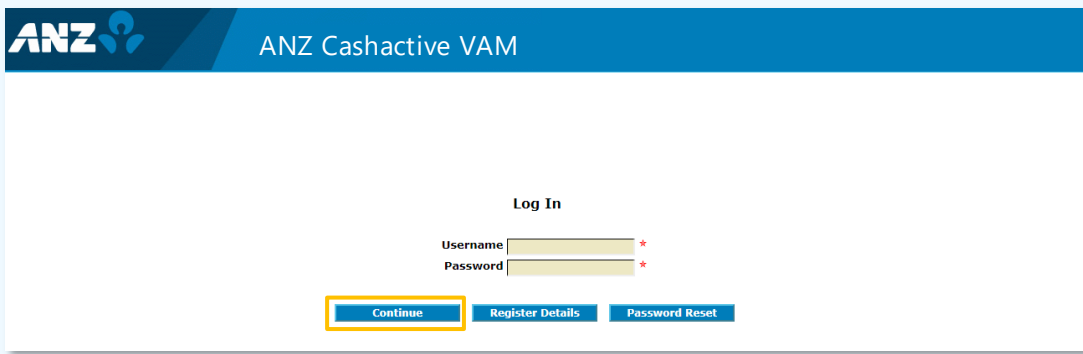 ANZ
ANZ Cashactive VAM
Log In
Username *
Password *
Continue Register Details Password Reset